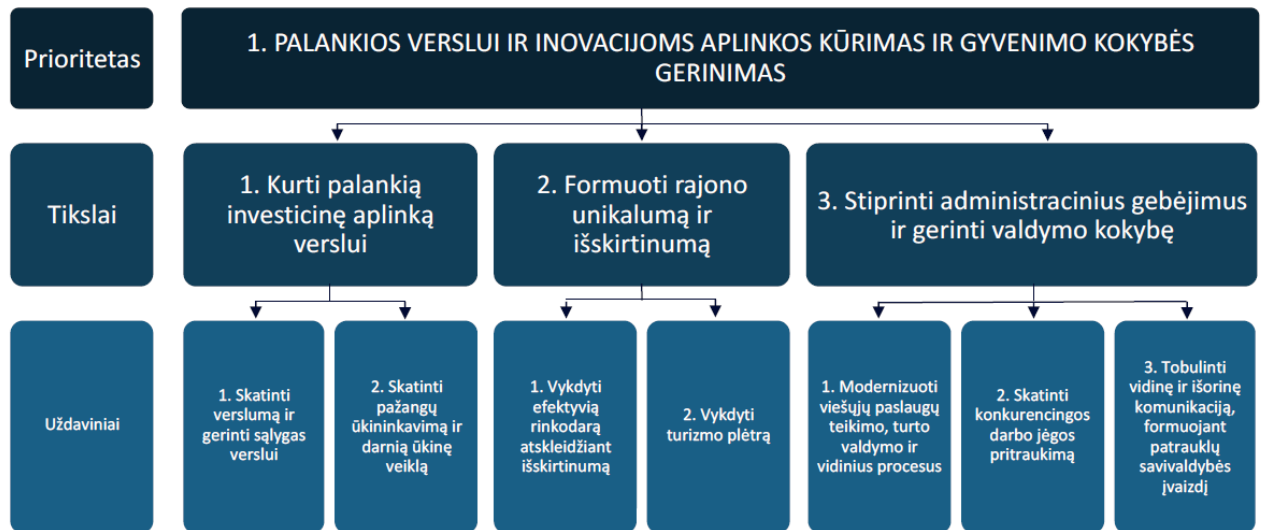 Prioritetas
1. PALANKIOS VERSLUI IR INOVACIJOMS APLINKOS KŪRIMAS IR GYVENIMO KOKYBĖS
GERINIMAS
Tikslai
1. Kurti palankią
investicinę aplinką
verslui
2. Formuoti rajono
unikalumą ir
išskirtinumą
3. Stiprinti administracinius gebėjimus
ir gerinti valdymo kokybę
Uždaviniai
1. Skatinti
verslumą ir
gerinti sąlygas
verslui
2. Skatinti
pažangų
ūkininkavimą ir
darnią ūkinę
veiklą
1. Vykdyti
efektyvią
rinkodarą
atskleidžiant
išskirtinumą
2. Vykdyti
turizmo plėtrą
1. Modernizuoti
viešųjų paslaugų
teikimo, turto
valdymo ir
vidinius procesus
2. Skatinti
konkurencingos
darbo jėgos
pritraukimą
3. Tobulinti
vidinę ir išorinę
komunikaciją,
formuojant
patrauklų
savivaldybės
įvaizdį